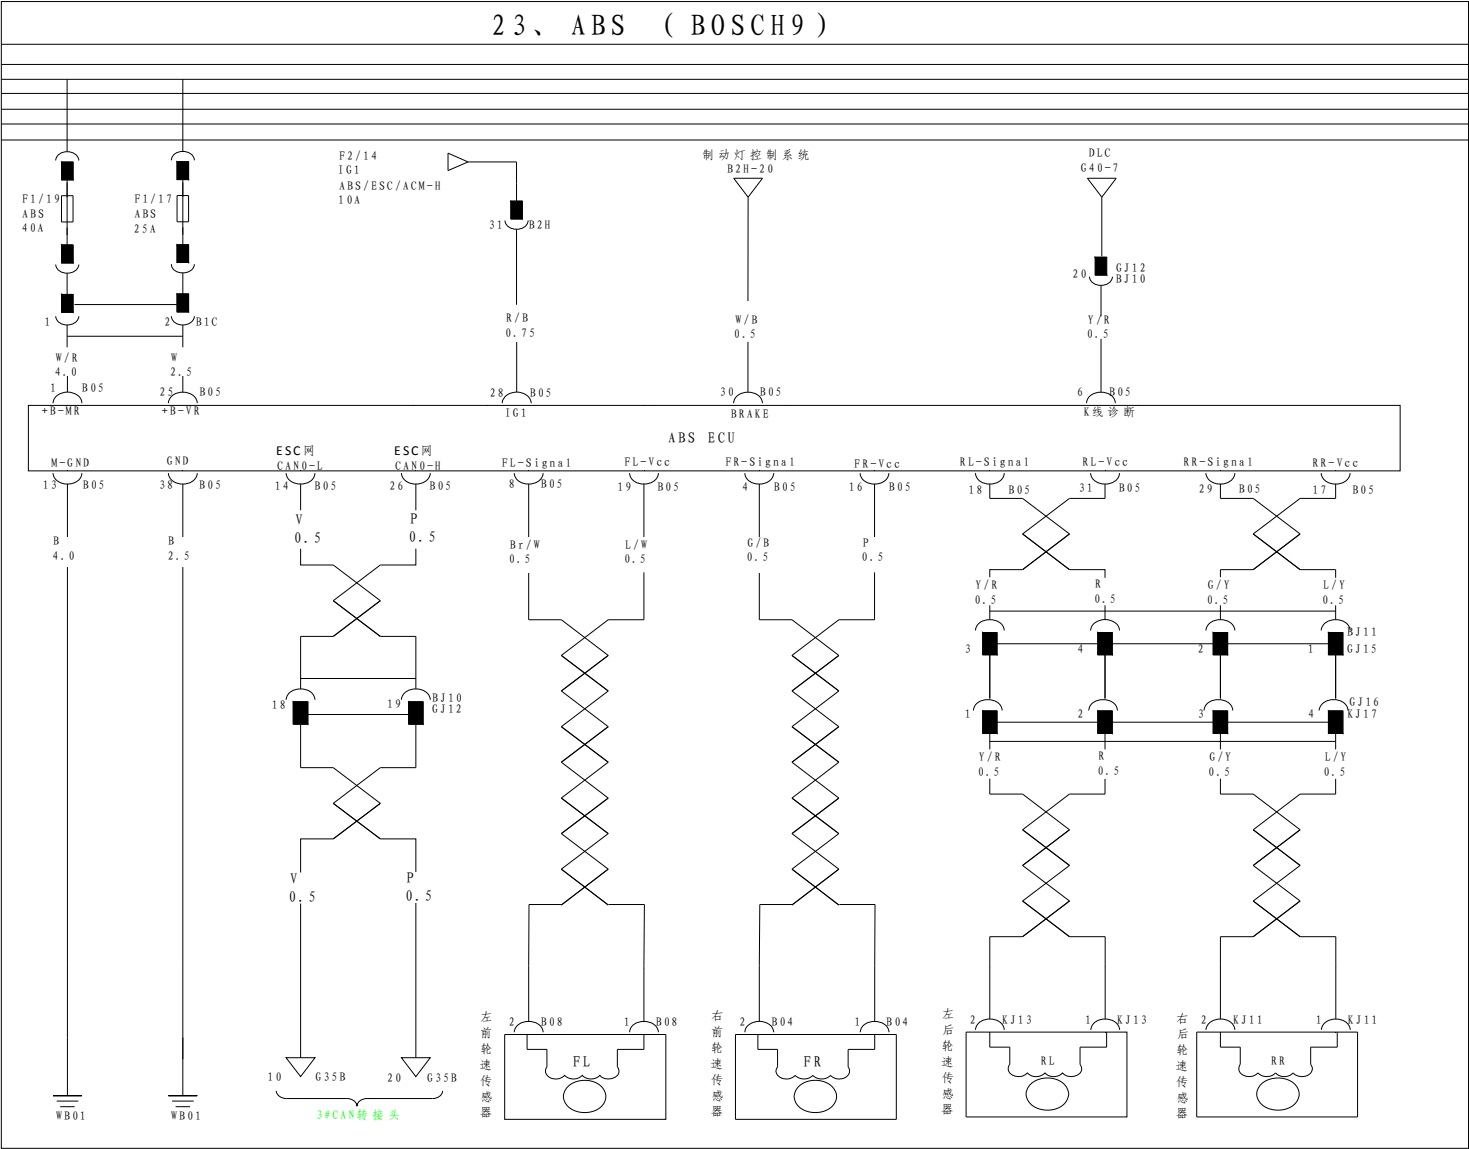 23、ABS （BOSCH9）
F1/19
ABS
40A
F1/17
ABS
25A
F2/14
IG1
ABS/ESC/ACM-H
10A
31 B2H
制动灯控制系统
B2H-20
DLC
G40-7
20 GJ12
BJ10
1
2 B1C
W/R
4.0
W
2.5
R/B
0.75
W/B
0.5
Y/R
0.5
1 B05
25 B05
28 B05
30 B05
6 B05
+B-MR
+B-VR
IG1
BRAKE
K线诊断
ABS ECU
M-GND
GND
ESC网
CAN0-L
ESC网
CAN0-H
FL-Signal
FL-Vcc
FR-Signal
FR-Vcc
RL-Signal
RL-Vcc
RR-Signal
RR-Vcc
13 B05
38 B05
14 B05
26 B05
8 B05
19 B05
4 B05
16 B05
18 B05
31 B05
29 B05
17 B05
B
4.0
B
2.5
V
0.5
P
0.5
Br/W
0.5
L/W
0.5
G/B
0.5
P
0.5
Y/R
0.5
R
0.5
G/Y
0.5
L/Y
0.5
3
4
2
1
BJ11
GJ15
18
19
BJ10
GJ12
1
2
3
4
GJ16
KJ17
Y/R
0.5
R
0.5
G/Y
0.5
L/Y
0.5
V
0.5
P
0.5
左前轮速传感器
2 B08
1 B08
FL
右前轮速传感器
2 B04
1 B04
FR
左后轮速传感器
2 KJ13
1 KJ13
RL
右后轮速传感器
2 KJ11
1 KJ11
RR
10 G35B
20 G35B
3#CAN转接头
WB01
WB01